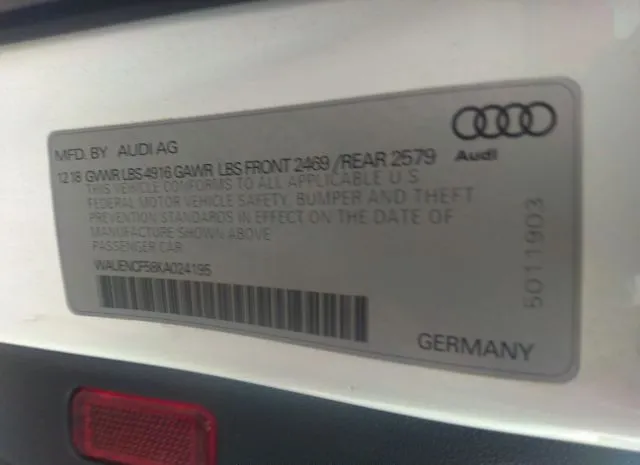 MFD. BY AUDI AG
12 18 GVWR LBS 4916 GAWR LBS FRONT 2469 /REAR 2579
THIS VEHICLE CONFORMS TO ALL APPLICABLE U S
FEDERAL MOTOR VEHICLE SAFETY, BUMPER AND THEFT
PREVENTION STANDARDS IN EFFECT ON THE DATE OF
MANUFACTURE SHOWN ABOVE
PASSENGER CAR
WAUENCF58KA024195
Audi
5011903
GERMANY